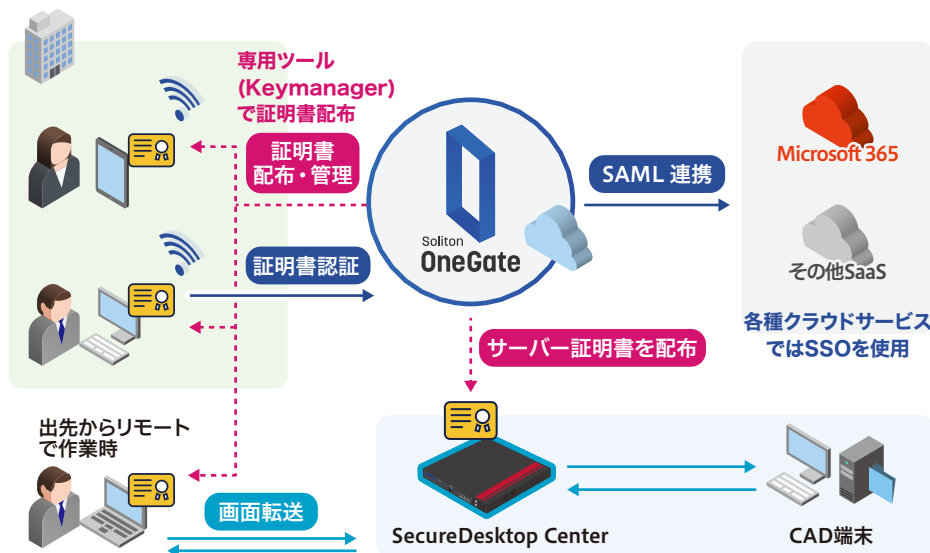 専用ツール
(Keymanager)
で証明書配布
証明書
配布・管理
証明書認証
Soliton
OneGate
SAML 連携
Microsoft 365
その他SaaS
各種クラウドサービス
ではSSOを使用
サーバー証明書を配布
出先からリモート
で作業時
画面転送
SecureDesktop Center
CAD端末